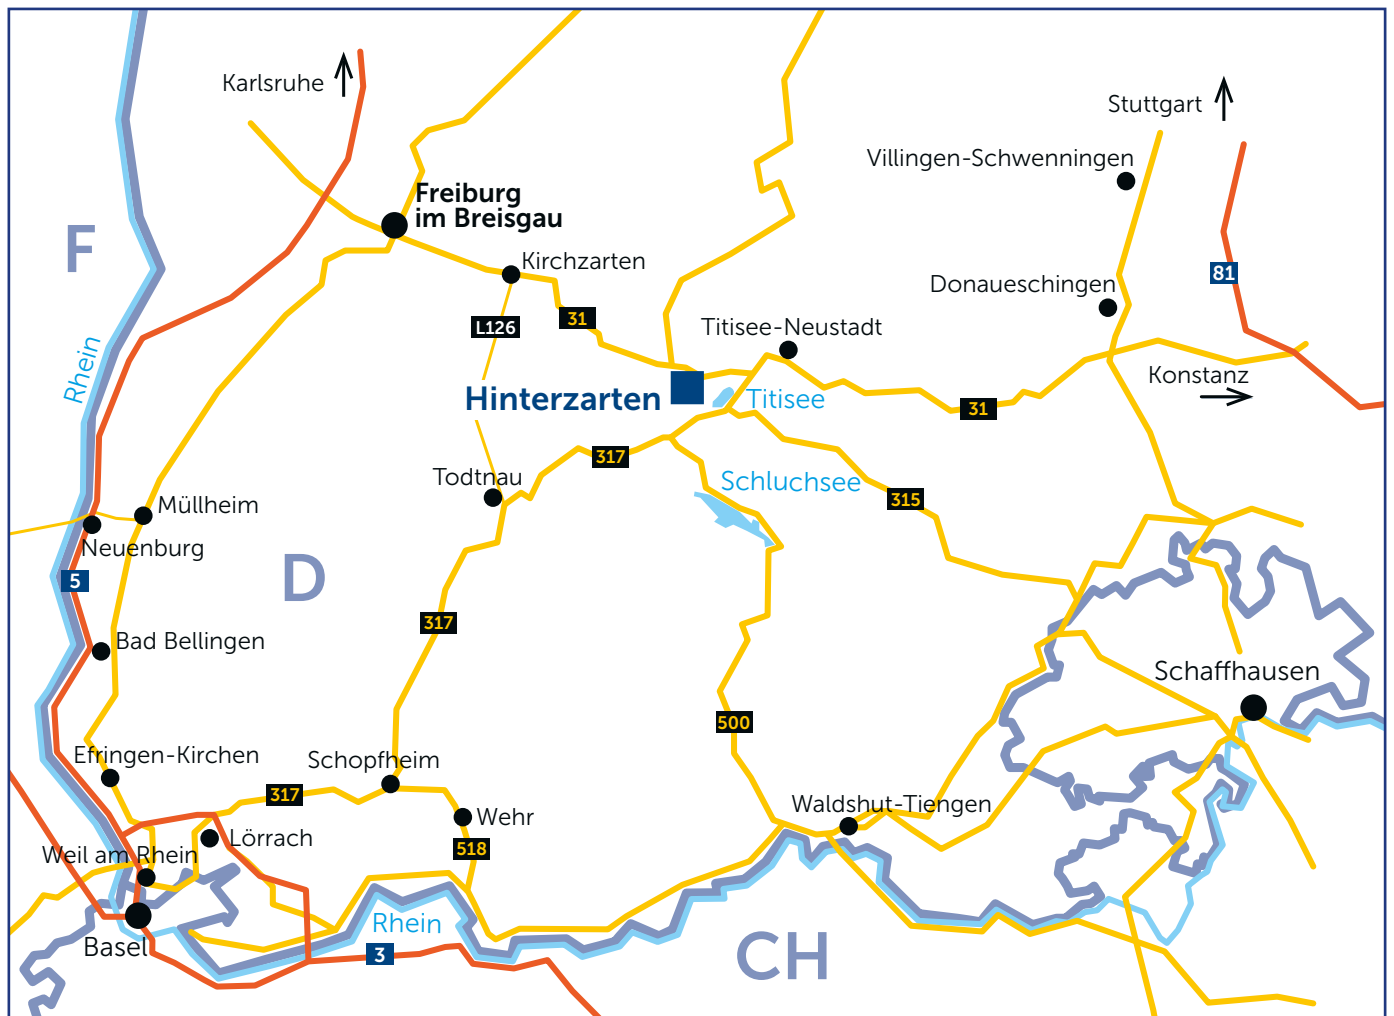 Karlsruhe
Stuttgart
Villingen-Schwenningen
Freiburg
im Breisgau
F
Kirchzarten
81
Donaueschingen
31
L126
Titisee-Neustadt
Rhein
Konstanz
Hinterzarten
Titisee
31
317
Todtnau
Schluchsee
315
Müllheim
Neuenburg
D
5
317
Bad Bellingen
Schaffhausen
500
Efringen-Kirchen
Schopfheim
317
Waldshut-Tiengen
Wehr
Lörrach
518
Weil am Rhein
Rhein
Basel
3
CH